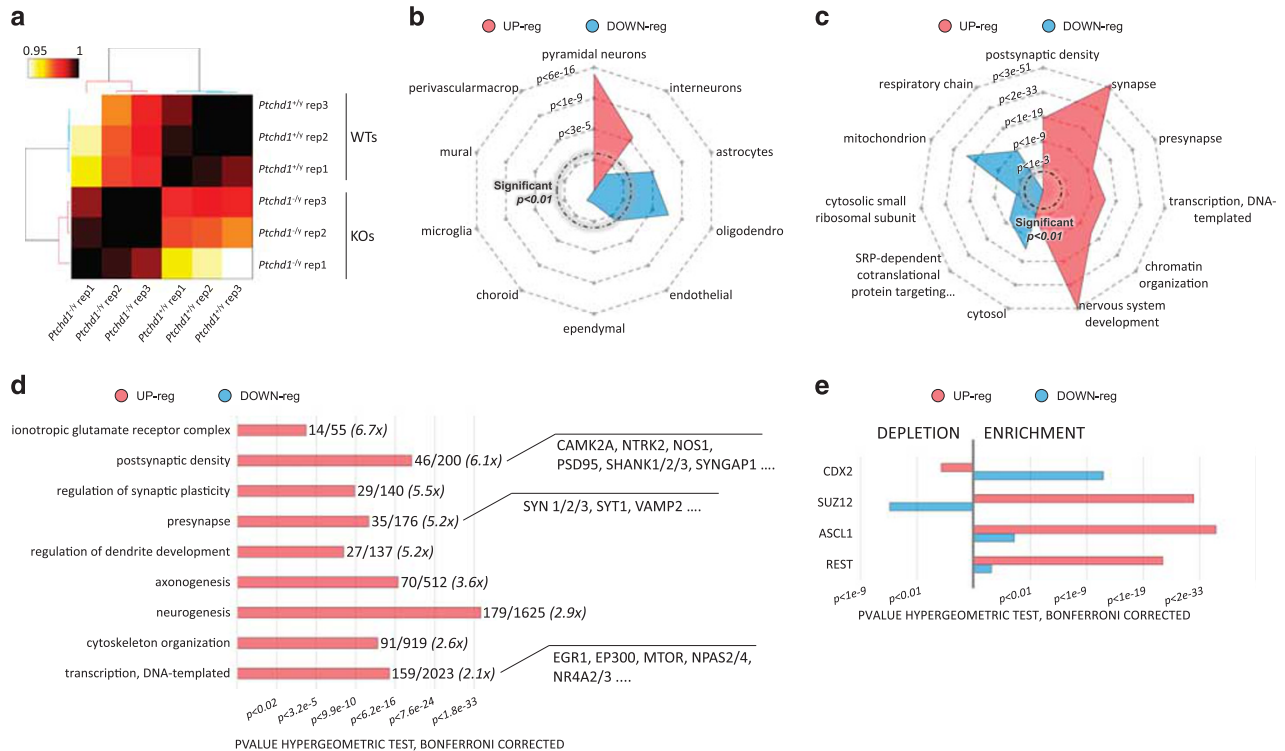 a
0.95
1
Ptchd1+/y rep3
Ptchd1+/y rep2
Ptchd1+/y rep1
WTs
Ptchd1-/y rep3
Ptchd1-/y rep2
Ptchd1-/y rep1
KOs
Ptchd1-/y rep1
Ptchd1-/y rep2
Ptchd1-/y rep3
Ptchd1+/y rep1
Ptchd1+/y rep2
Ptchd1+/y rep3
b
UP-reg
DOWN-reg
pyramidal neurons
interneurons
astrocytes
oligodendro
endothelial
ependymal
choroid
microglia
mural
perivascularmacrop
p<6e-16
p<1e-9
p<3e-5
Significant
p<0.01
c
UP-reg
DOWN-reg
postsynaptic density
synapse
presynapse
transcription, DNA-
templated
chromatin
organization
nervous system
development
cytosol
SRP-dependent
cotranslational
protein targeting...
cytosolic small
ribosomal subunit
mitochondrion
respiratory chain
p<3e-51
p<2e-33
p<1e-19
p<1e-9
p<1e-3
Significant
p<0.01
d
UP-reg
DOWN-reg
ionotropic glutamate receptor complex
14/55 (6.7x)
postsynaptic density
46/200 (6.1x)
regulation of synaptic plasticity
29/140 (5.5x)
presynapse
35/176 (5.2x)
regulation of dendrite development
27/137 (5.2x)
axonogenesis
70/512 (3.6x)
neurogenesis
179/1625 (2.9x)
cytoskeleton organization
91/919 (2.6x)
transcription, DNA-templated
159/2023 (2.1x)
CAMK2A, NTRK2, NOS1,
PSD95, SHANK1/2/3, SYNGAP1 ....
SYN 1/2/3, SYT1, VAMP2 ....
EGR1, EP300, MTOR, NPAS2/4,
NR4A2/3 ....
p<0.02
p<3.2e-5
p<9.9e-10
p<6.2e-16
p<7.6e-24
p<1.8e-33
PVALUE HYPERGEOMETRIC TEST, BONFERRONI CORRECTED
e
UP-reg
DOWN-reg
DEPLETION
ENRICHMENT
CDX2
SUZ12
ASCL1
REST
p<1e-9
p<0.01
p<0.01
p<1e-9
p<1e-19
p<2e-33
PVALUE HYPERGEOMETRIC TEST, BONFERRONI CORRECTED